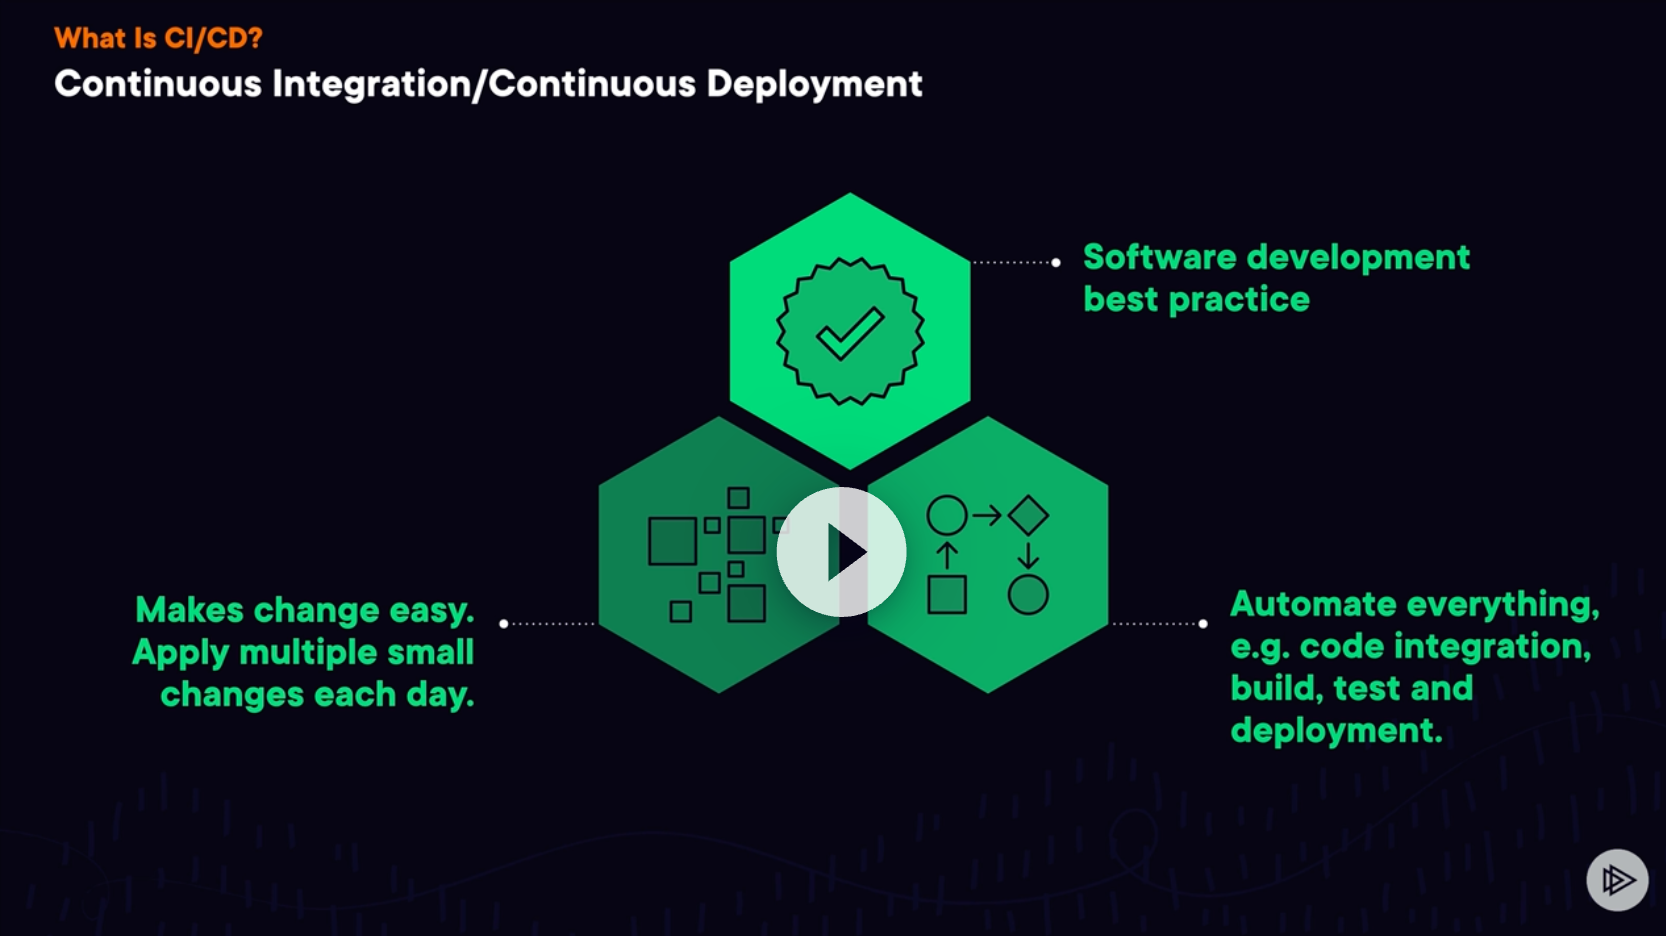 What Is CI/CD?
Continuous Integration/Continuous Deployment
Software development
best practice
Makes change easy.
Apply multiple small
changes each day.
Automate everything,
e.g. code integration,
build, test and
deployment.